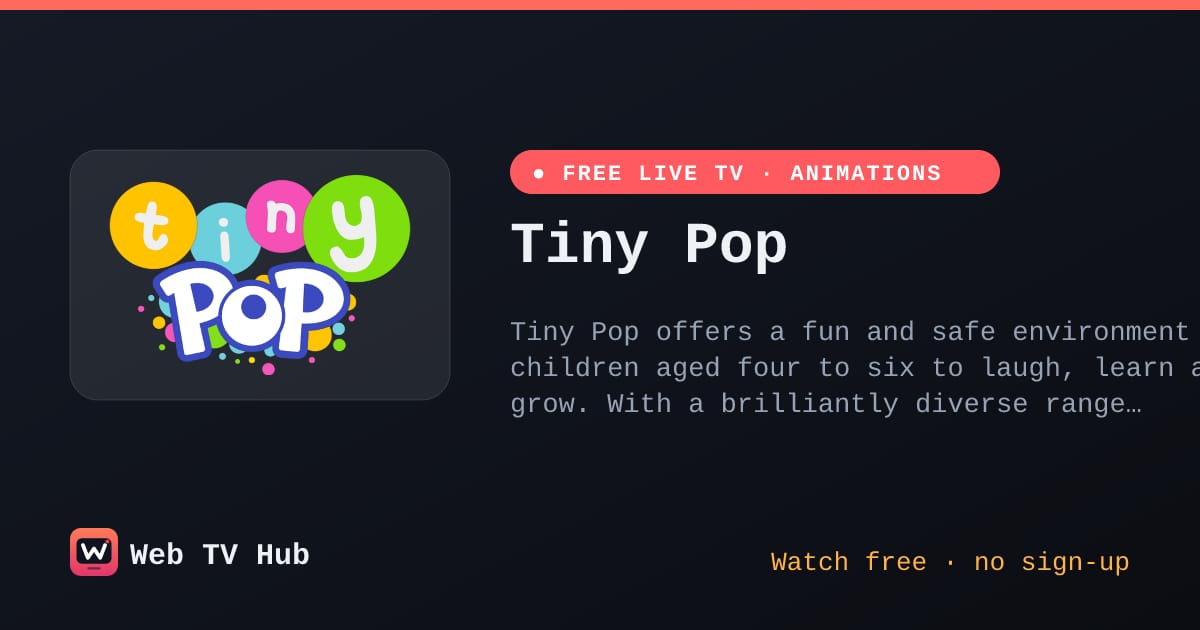 tiny
PoP
● FREE LIVE TV · ANIMATIONS
Tiny Pop
Tiny Pop offers a fun and safe environment
children aged four to six to laugh, learn a
grow. With a brilliantly diverse range…
W
Web TV Hub
Watch free · no sign-up